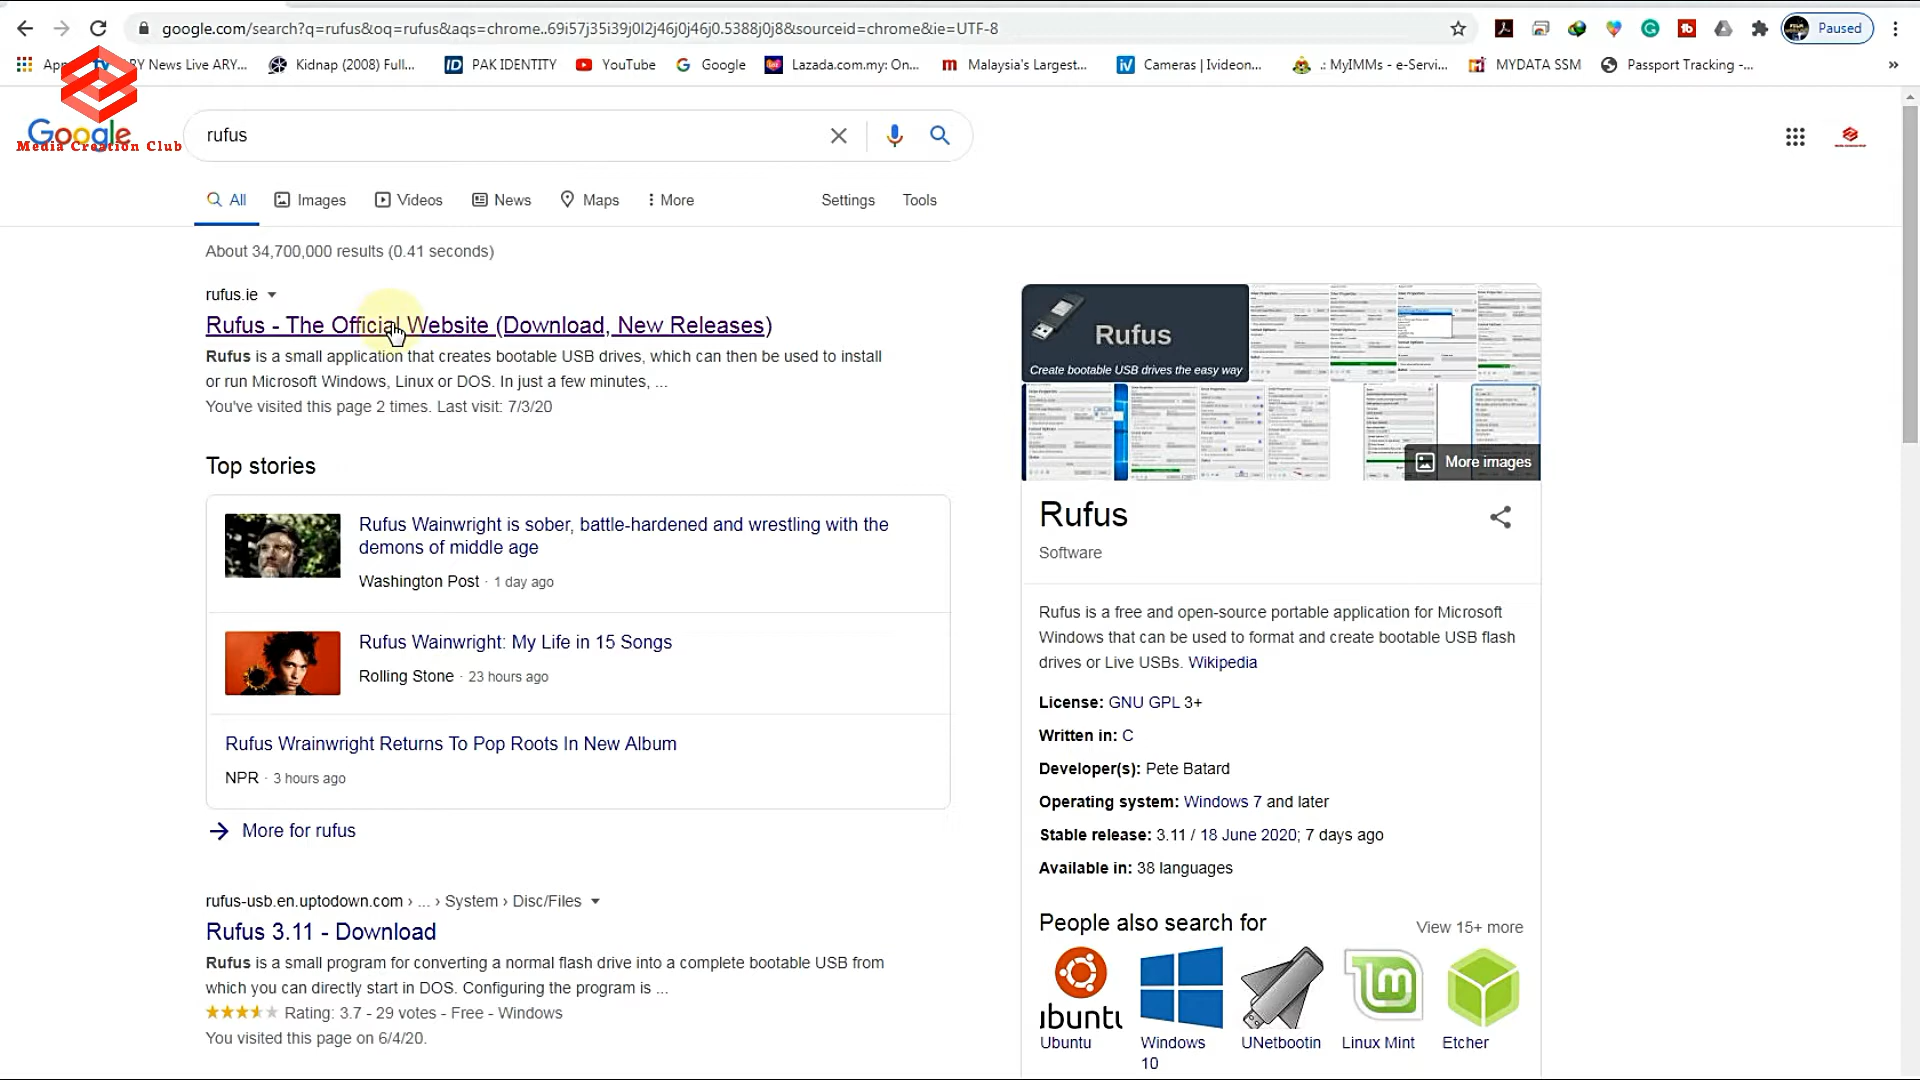 google.com/search?q=rufus&oq=rufus&aqs=chrome..69i57j35i39j0l2j46j0j46j0.5388j0j8&sourceid=chrome&ie=UTF-8
Paused
ARY News Live ARY...
Kidnap (2008) Full...
PAK IDENTITY
YouTube
Google
Lazada.com.my: On...
Malaysia's Largest...
Cameras | Ivideon...
.: MyIMMs - e-Servi...
MYDATA SSM
Passport Tracking -...
»
Google
Media Creation Club
rufus
All
Images
Videos
News
Maps
More
Settings
Tools
About 34,700,000 results (0.41 seconds)
rufus.ie
Rufus - The Official Website (Download, New Releases)
Rufus is a small application that creates bootable USB drives, which can then be used to install
or run Microsoft Windows, Linux or DOS. In just a few minutes, ...
You've visited this page 2 times. Last visit: 7/3/20
Top stories
Rufus Wainwright is sober, battle-hardened and wrestling with the
demons of middle age
Washington Post · 1 day ago
Rufus Wainwright: My Life in 15 Songs
Rolling Stone · 23 hours ago
Rufus Wrainwright Returns To Pop Roots In New Album
NPR · 3 hours ago
More for rufus
rufus-usb.en.uptodown.com › ... › System › Disc/Files
Rufus 3.11 - Download
Rufus is a small program for converting a normal flash drive into a complete bootable USB from
which you can directly start in DOS. Configuring the program is ...
Rating: 3.7 - 29 votes - Free - Windows
You visited this page on 6/4/20.
Rufus
Create bootable USB drives the easy way
More images
Rufus
Software
Rufus is a free and open-source portable application for Microsoft
Windows that can be used to format and create bootable USB flash
drives or Live USBs. Wikipedia
License: GNU GPL 3+
Written in: C
Developer(s): Pete Batard
Operating system: Windows 7 and later
Stable release: 3.11 / 18 June 2020; 7 days ago
Available in: 38 languages
People also search for
View 15+ more
Ubuntu
Windows
10
UNetbootin
Linux Mint
Etcher